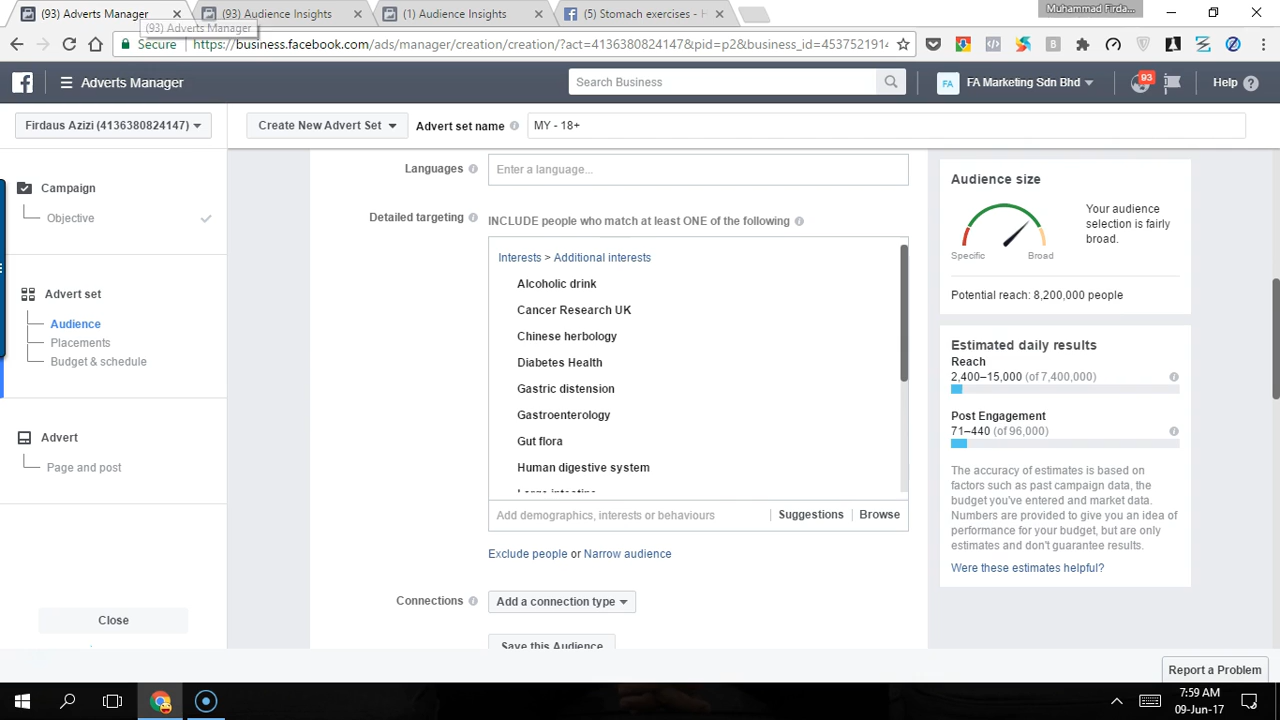 (93) Adverts Manager
(93) Audience Insights
(1) Audience Insights
(5) Stomach exercises - H
Muhammad Firda...
(93) Adverts Manager
Secure
https://business.facebook.com/ads/manager/creation/creation/?act=4136380824147&pid=p2&business_id=453752191
Adverts Manager
Search Business
FA
FA Marketing Sdn Bhd
93
Help
Firdaus Azizi (4136380824147)
Create New Advert Set
Advert set name
MY - 18+
Campaign
Objective
Advert set
Audience
Placements
Budget & schedule
Advert
Page and post
Close
Languages
Enter a language...
Detailed targeting
INCLUDE people who match at least ONE of the following
Interests > Additional interests
Alcoholic drink
Cancer Research UK
Chinese herbology
Diabetes Health
Gastric distension
Gastroenterology
Gut flora
Human digestive system
Large intestine
Add demographics, interests or behaviours
Suggestions
Browse
Exclude people or Narrow audience
Connections
Add a connection type
Save this Audience
Audience size
Your audience
selection is fairly
broad.
Specific
Broad
Potential reach: 8,200,000 people
Estimated daily results
Reach
2,400–15,000 (of 7,400,000)
Post Engagement
71–440 (of 96,000)
The accuracy of estimates is based on
factors such as past campaign data, the
budget you've entered and market data.
Numbers are provided to give you an idea of
performance for your budget, but are only
estimates and don't guarantee results.
Were these estimates helpful?
Report a Problem
7:59 AM
09-Jun-17